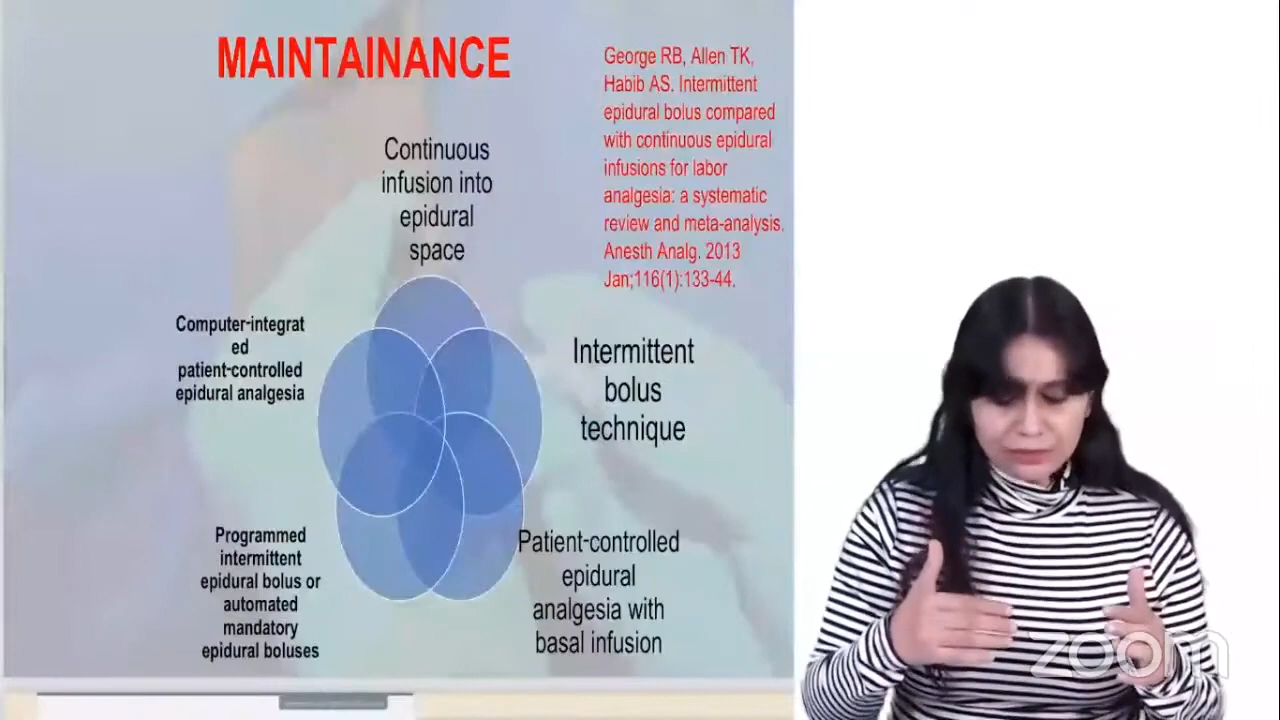 MAINTAINANCE
George RB, Allen TK,
Habib AS. Intermittent
epidural bolus compared
with continuous epidural
infusions for labor
analgesia: a systematic
review and meta-analysis.
Anesth Analg. 2013
Jan;116(1):133-44.
Continuous
infusion into
epidural
space
Intermittent
bolus
technique
Patient-controlled
epidural
analgesia with
basal infusion
Programmed
intermittent
epidural bolus or
automated
mandatory
epidural boluses
Computer-integrat
ed
patient-controlled
epidural analgesia
zoom